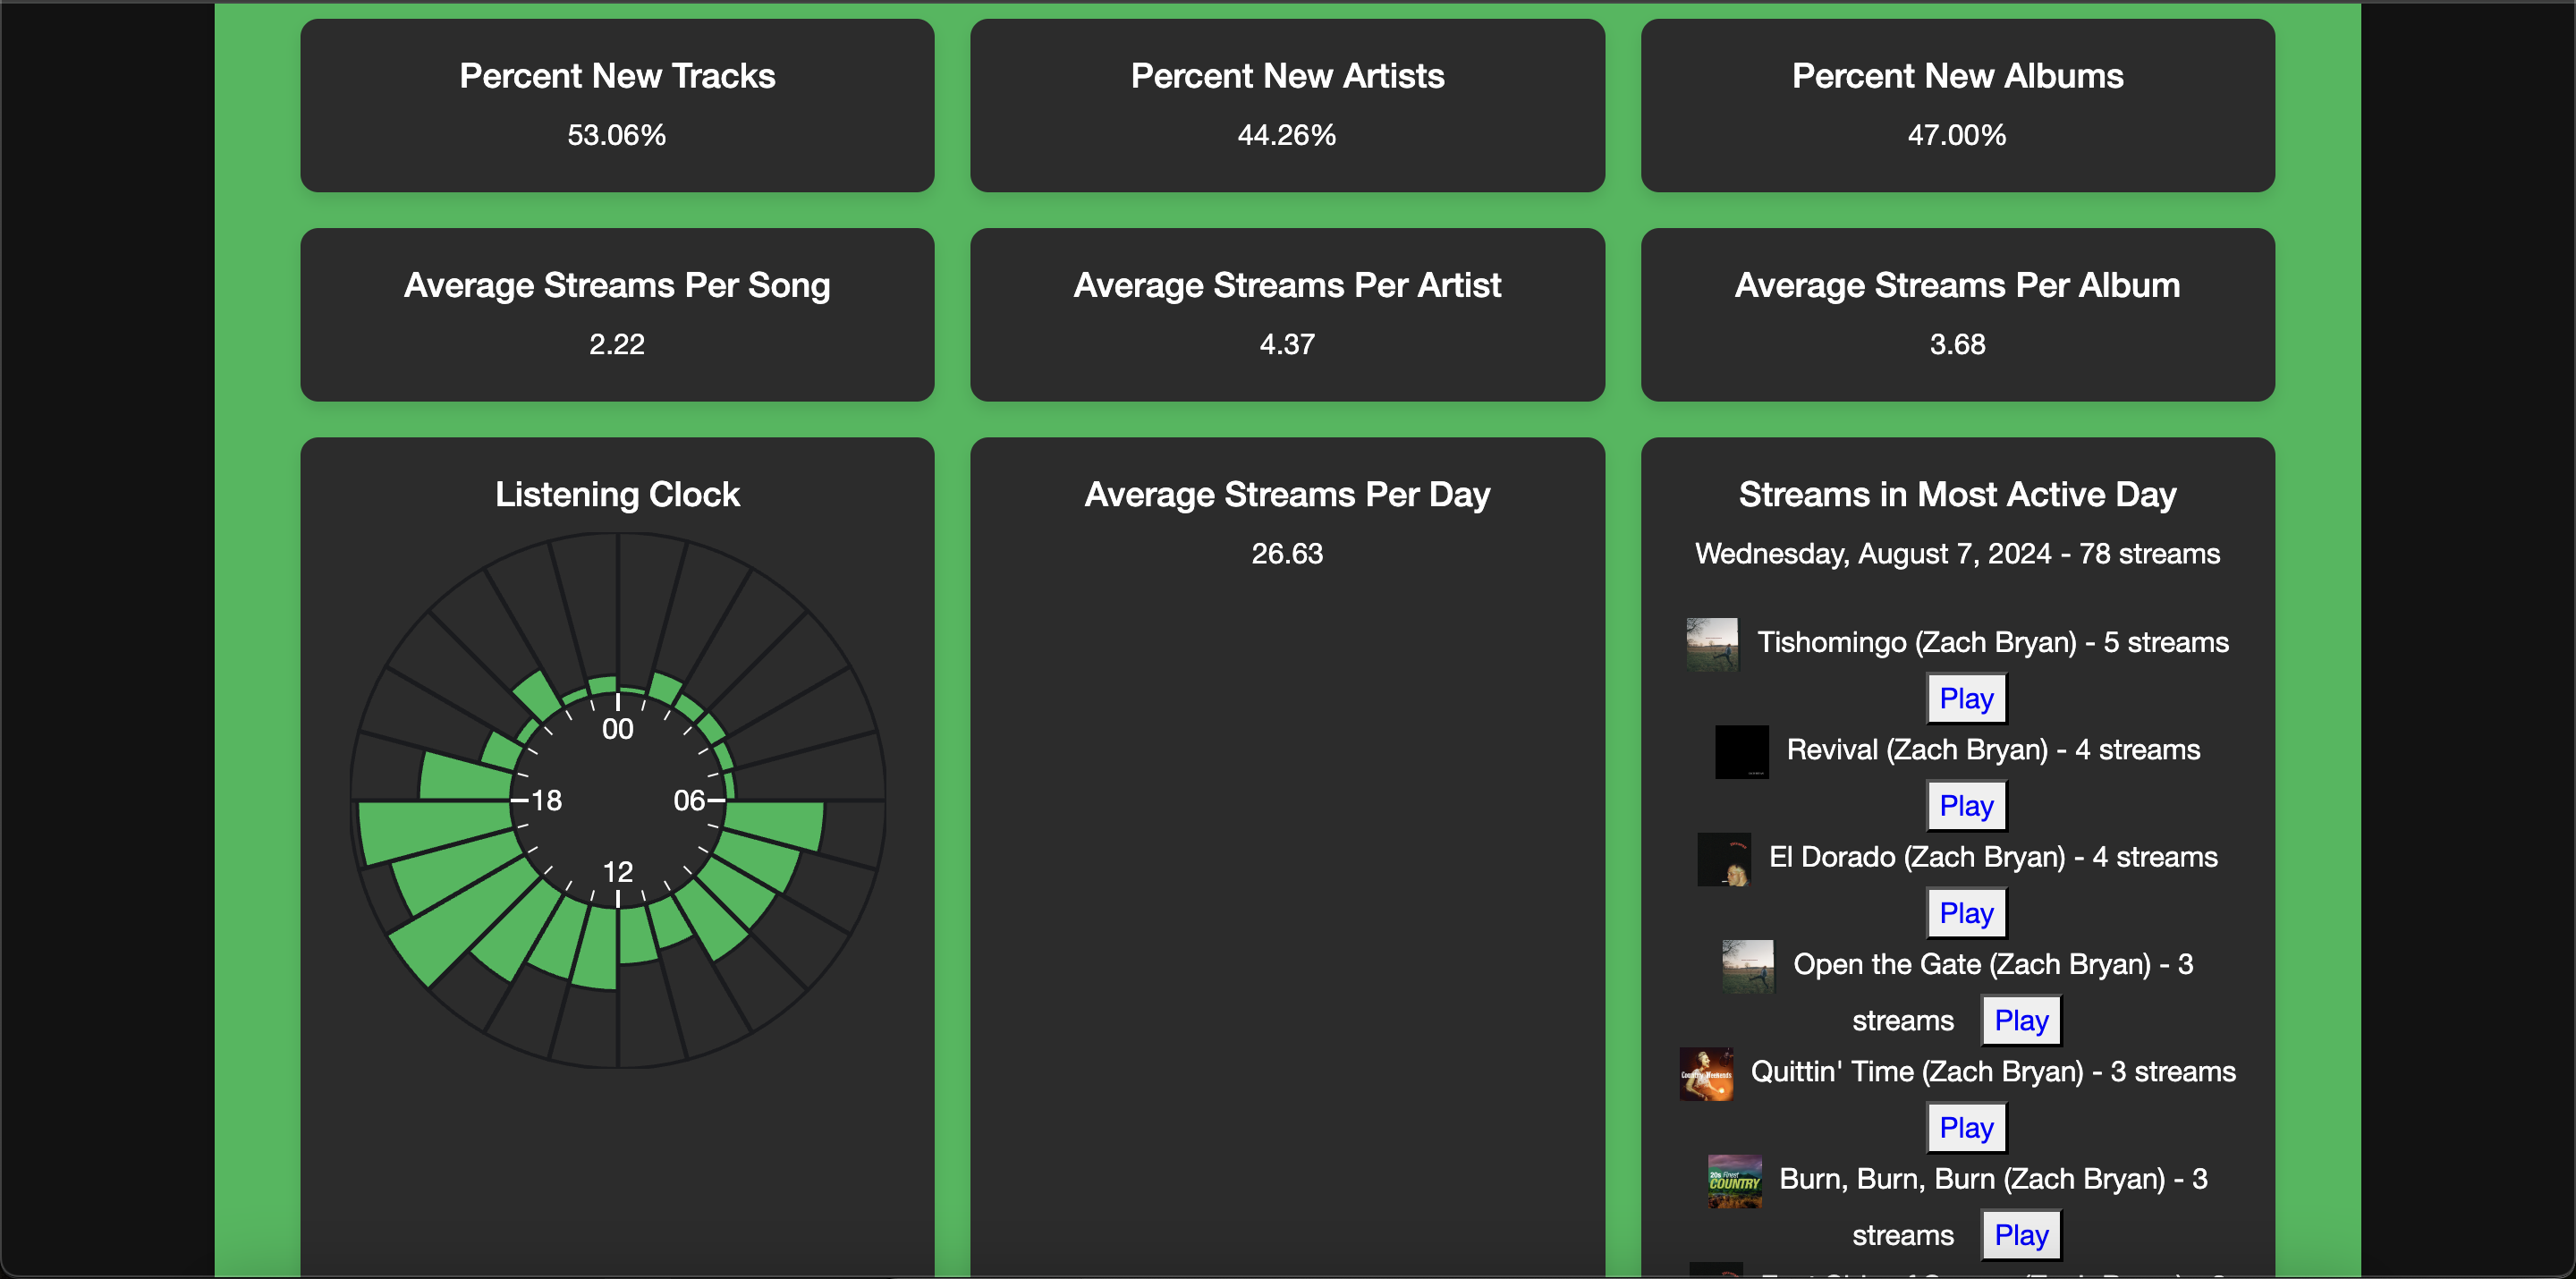 Percent New Tracks
53.06%
Percent New Artists
44.26%
Percent New Albums
47.00%
Average Streams Per Song
2.22
Average Streams Per Artist
4.37
Average Streams Per Album
3.68
Listening Clock
00
18
06
12
Average Streams Per Day
26.63
Streams in Most Active Day
Wednesday, August 7, 2024 - 78 streams
Tishomingo (Zach Bryan) - 5 streams
Play
Revival (Zach Bryan) - 4 streams
Play
El Dorado (Zach Bryan) - 4 streams
Play
Open the Gate (Zach Bryan) - 3
streams Play
Quittin' Time (Zach Bryan) - 3 streams
Play
20s Finest
COUNTRY
Burn, Burn, Burn (Zach Bryan) - 3
streams Play